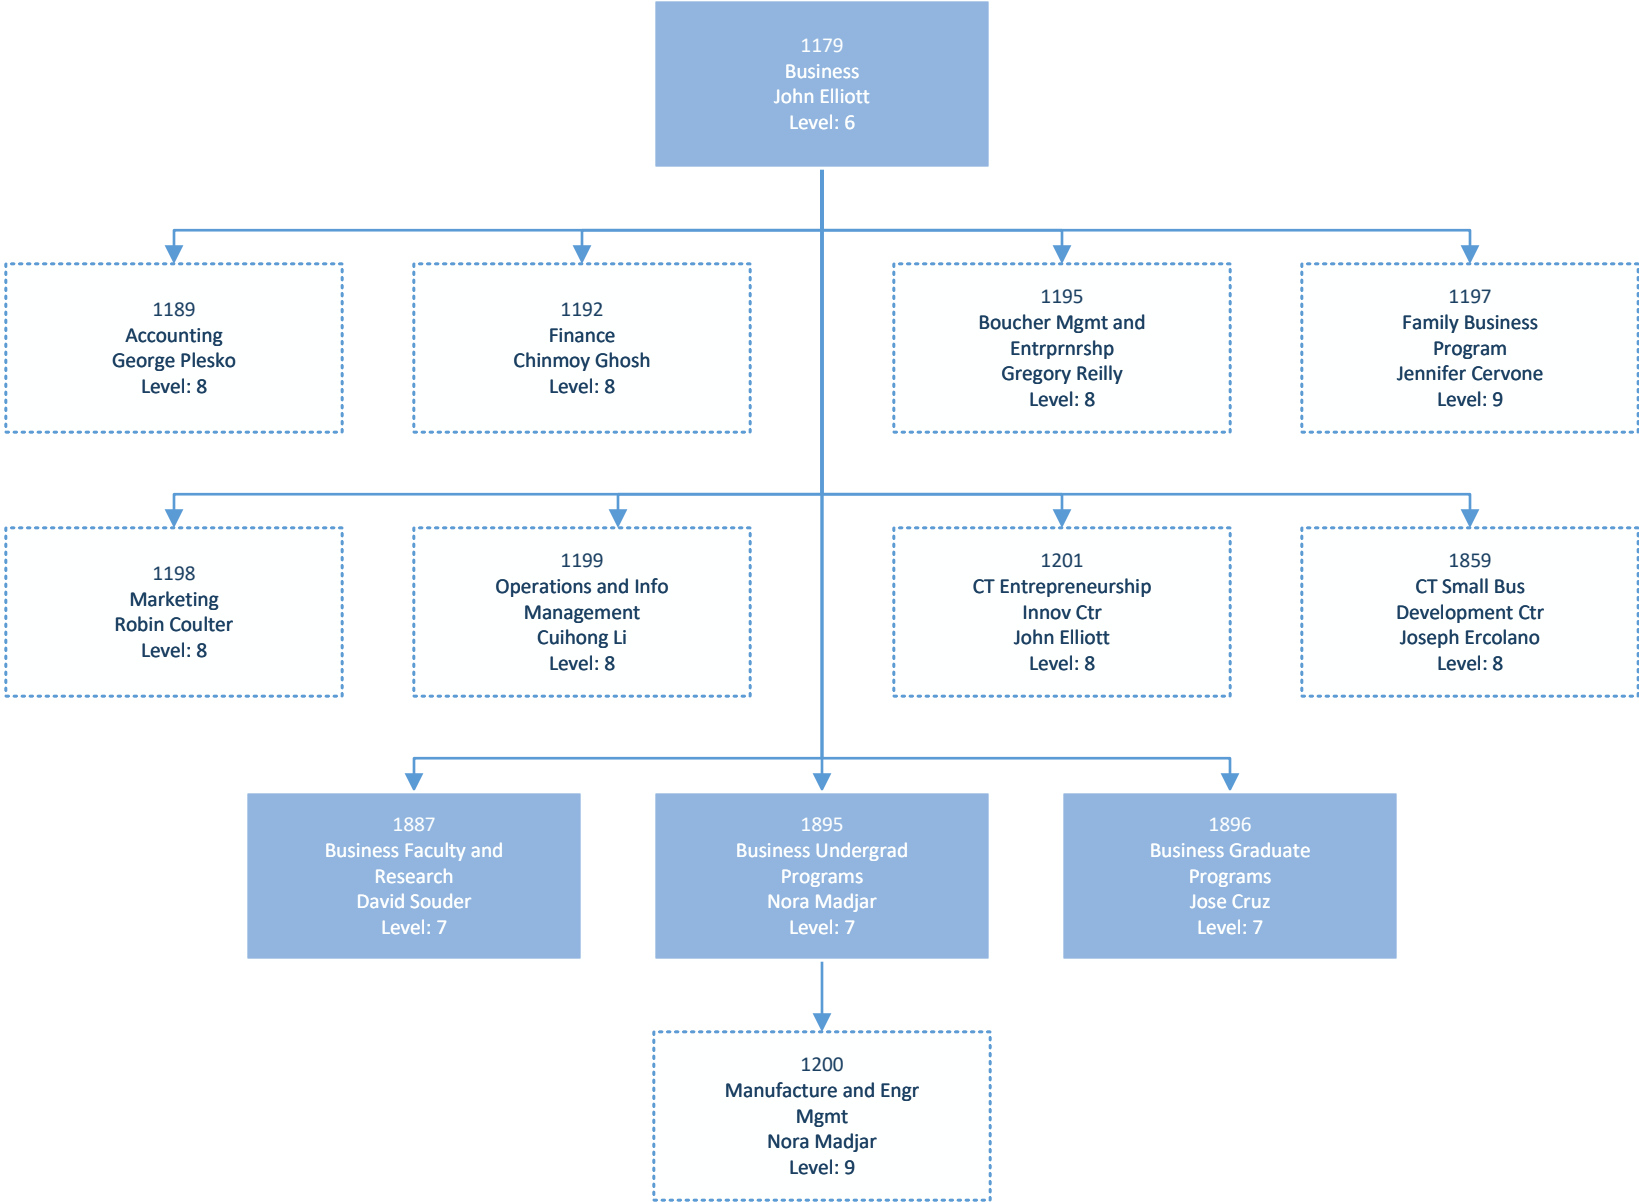 1179
Business
John Elliott
Level: 6
1189
Accounting
George Plesko
Level: 8
1192
Finance
Chinmoy Ghosh
Level: 8
1195
Boucher Mgmt and
Entrprnrshp
Gregory Reilly
Level: 8
1197
Family Business
Program
Jennifer Cervone
Level: 9
1198
Marketing
Robin Coulter
Level: 8
1199
Operations and Info
Management
Cuihong Li
Level: 8
1201
CT Entrepreneurship
Innov Ctr
John Elliott
Level: 8
1859
CT Small Bus
Development Ctr
Joseph Ercolano
Level: 8
1887
Business Faculty and
Research
David Souder
Level: 7
1895
Business Undergrad
Programs
Nora Madjar
Level: 7
1896
Business Graduate
Programs
Jose Cruz
Level: 7
1200
Manufacture and Engr
Mgmt
Nora Madjar
Level: 9